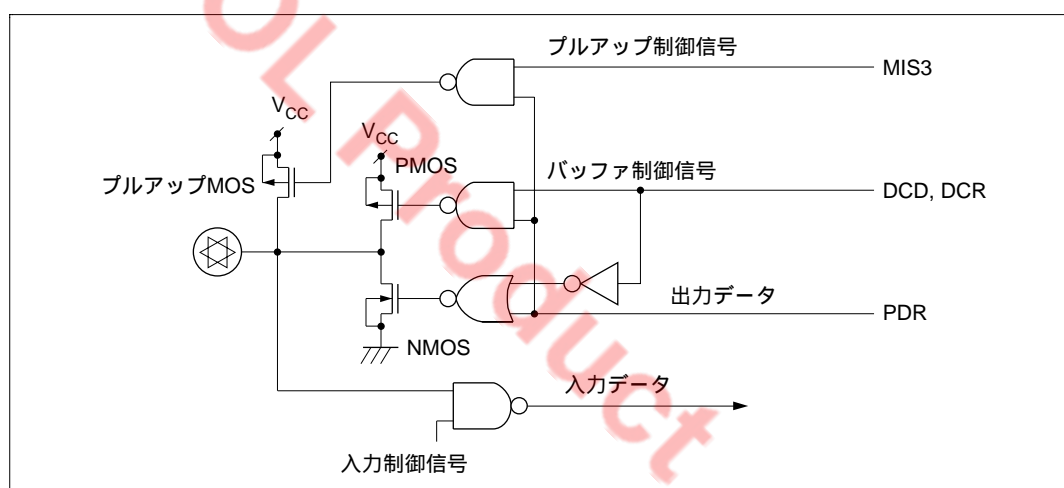 プルアップ制御信号
MIS3
VCC
VCC
PMOS
プルアップMOS
バッファ制御信号
DCD, DCR
出力データ
PDR
NMOS
入力データ
入力制御信号
OL Product